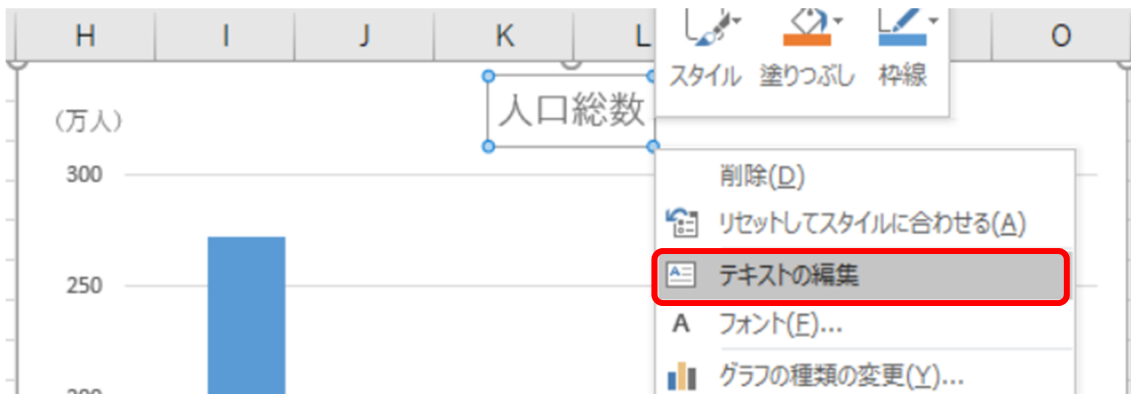 H I J K L O
スタイル 塗りつぶし 枠線
人口総数
(万人)
300
削除(D)
リセットしてスタイルに合わせる(A)
テキストの編集
250
A フォント(F)...
グラフの種類の変更(Y)...